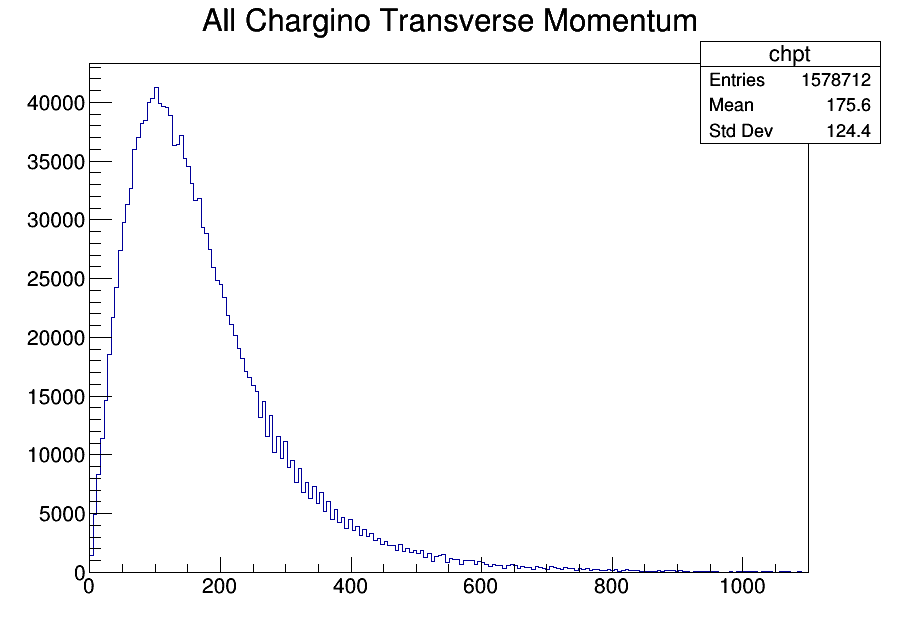 All Chargino Transverse Momentum
chpt
Entries 1578712
Mean 175.6
Std Dev 124.4
40000
35000
30000
25000
20000
15000
10000
5000
0
0 200 400 600 800 1000